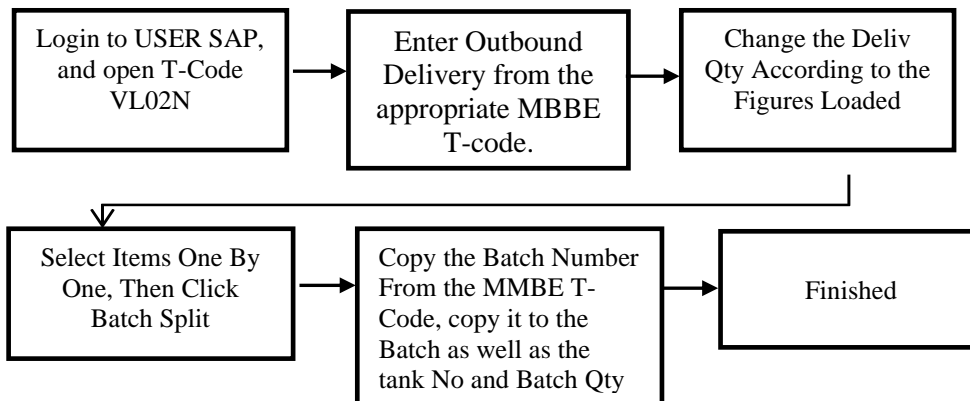 Login to USER SAP,
and open T-Code
VL02N
Enter Outbound
Delivery from the
appropriate MBBE
T-code.
Change the Deliv
Qty According to the
Figures Loaded
Select Items One By
One, Then Click
Batch Split
Copy the Batch Number
From the MMBE T-
Code, copy it to the
Batch as well as the
tank No and Batch Qty
Finished